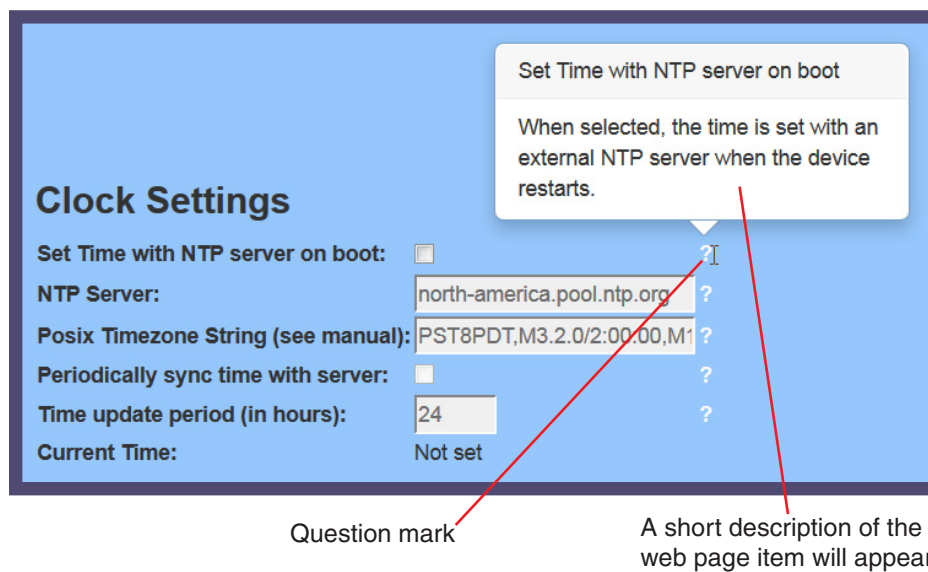 Set Time with NTP server on boot
When selected, the time is set with an
external NTP server when the device
restarts.
Clock Settings
Set Time with NTP server on boot: ?
NTP Server: north-america.pool.ntp.org ?
Posix Timezone String (see manual): PST8PDT,M3.2.0/2:00:00,M1 ?
Periodically sync time with server: ?
Time update period (in hours): 24 ?
Current Time: Not set
Question mark
A short description of the
web page item will appear